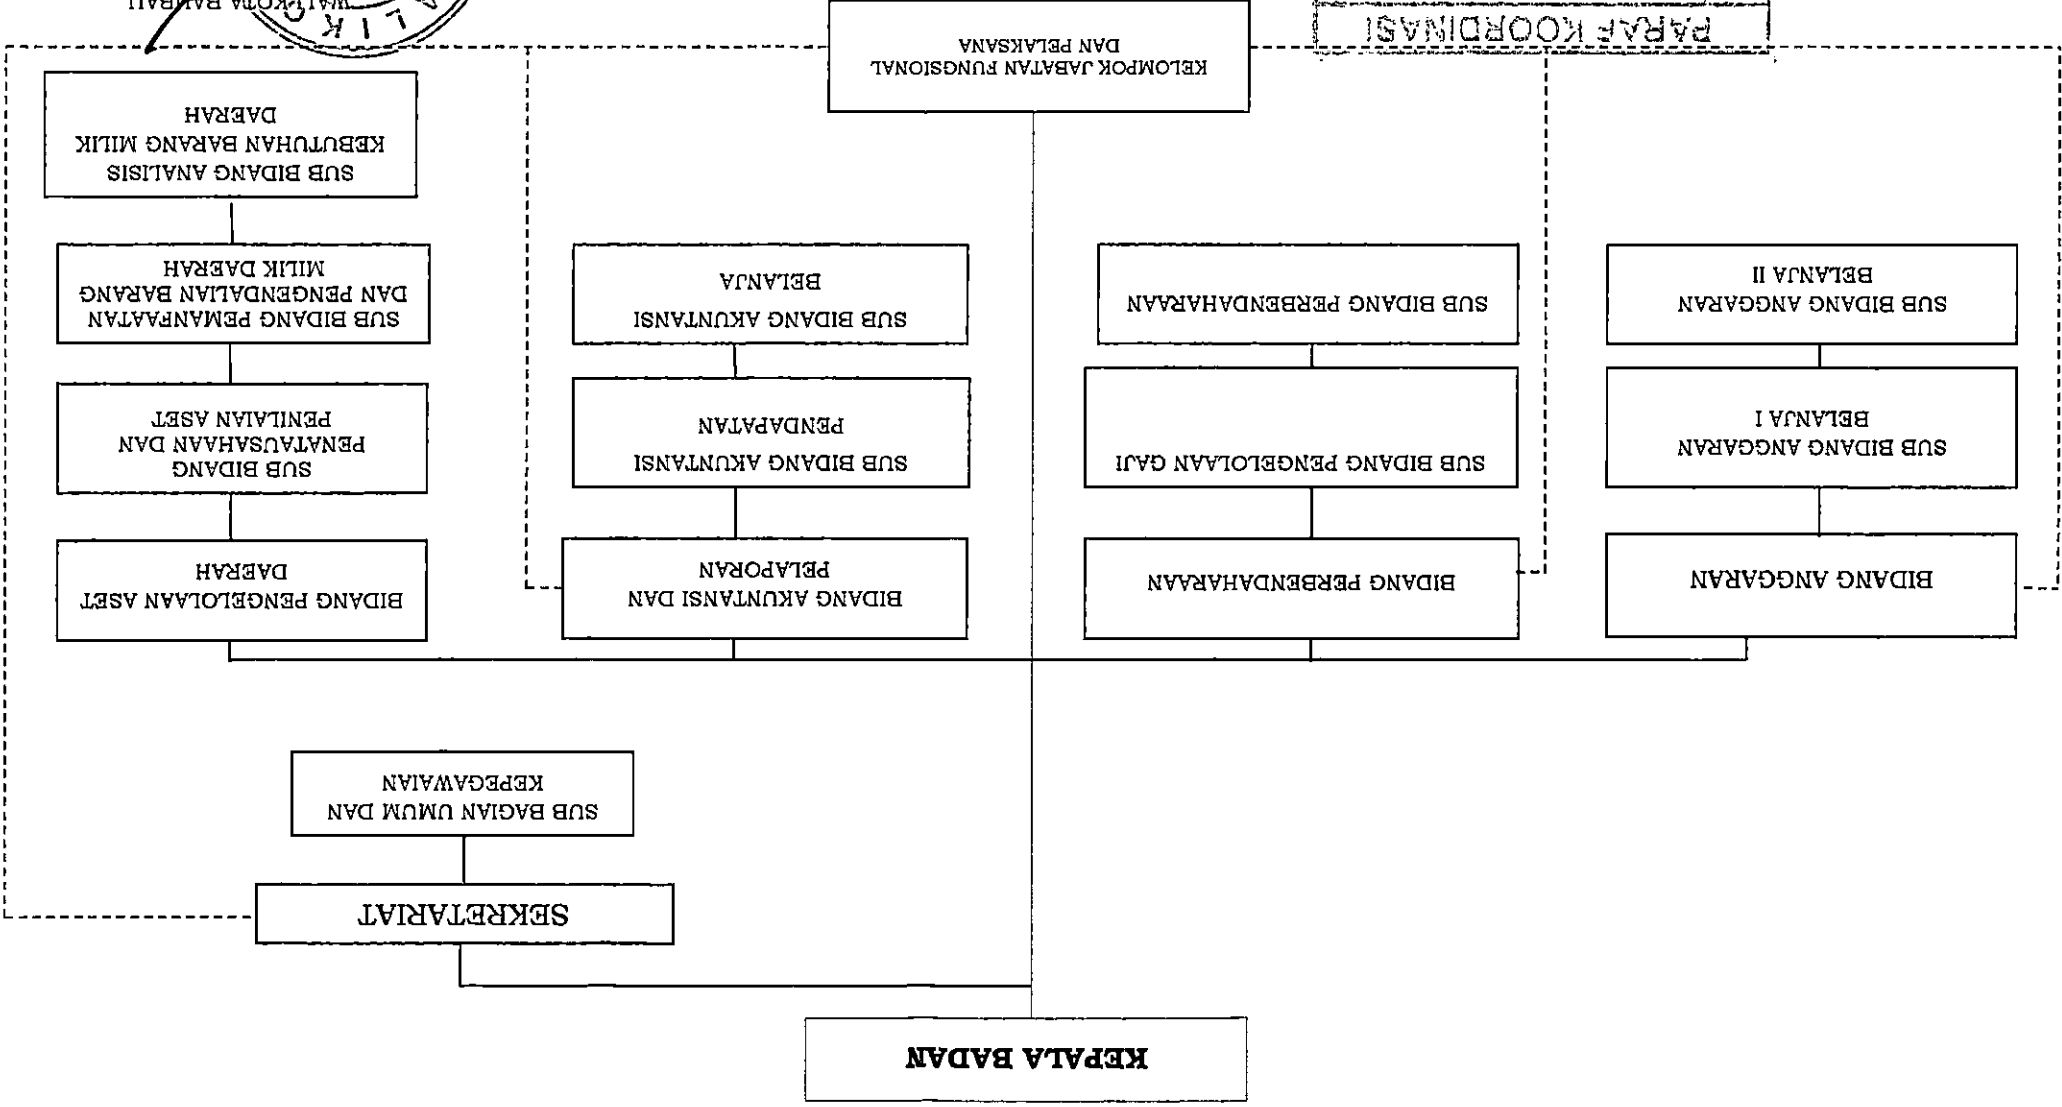 KEPALA BADAN
SEKRETARIAT
SUB BAGIAN UMUM DAN
KEPEGAWAIAN
BIDANG ANGGARAN
BIDANG PERBENDAHARAAN
BIDANG AKUNTANSI DAN
PELAPORAN
BIDANG PENGELOLAAN ASET
DAERAH
SUB BIDANG ANGGARAN
BELANJA I
SUB BIDANG PENGELOLAAN GAJI
SUB BIDANG AKUNTANSI
PENDAPATAN
SUB BIDANG
PENATAUSAHAAN DAN
PENILAIAN ASET
SUB BIDANG ANGGARAN
BELANJA II
SUB BIDANG PERBENDAHARAAN
SUB BIDANG AKUNTANSI
BELANJA
SUB BIDANG PEMANFAATAN
DAN PENGENDALIAN BARANG
MILIK DAERAH
SUB BIDANG ANALISIS
KEBUTUHAN BARANG MILIK
DAERAH
KELOMPOK JABATAN FUNGSIONAL
DAN PELAKSANA
PARAF KOORDINASI